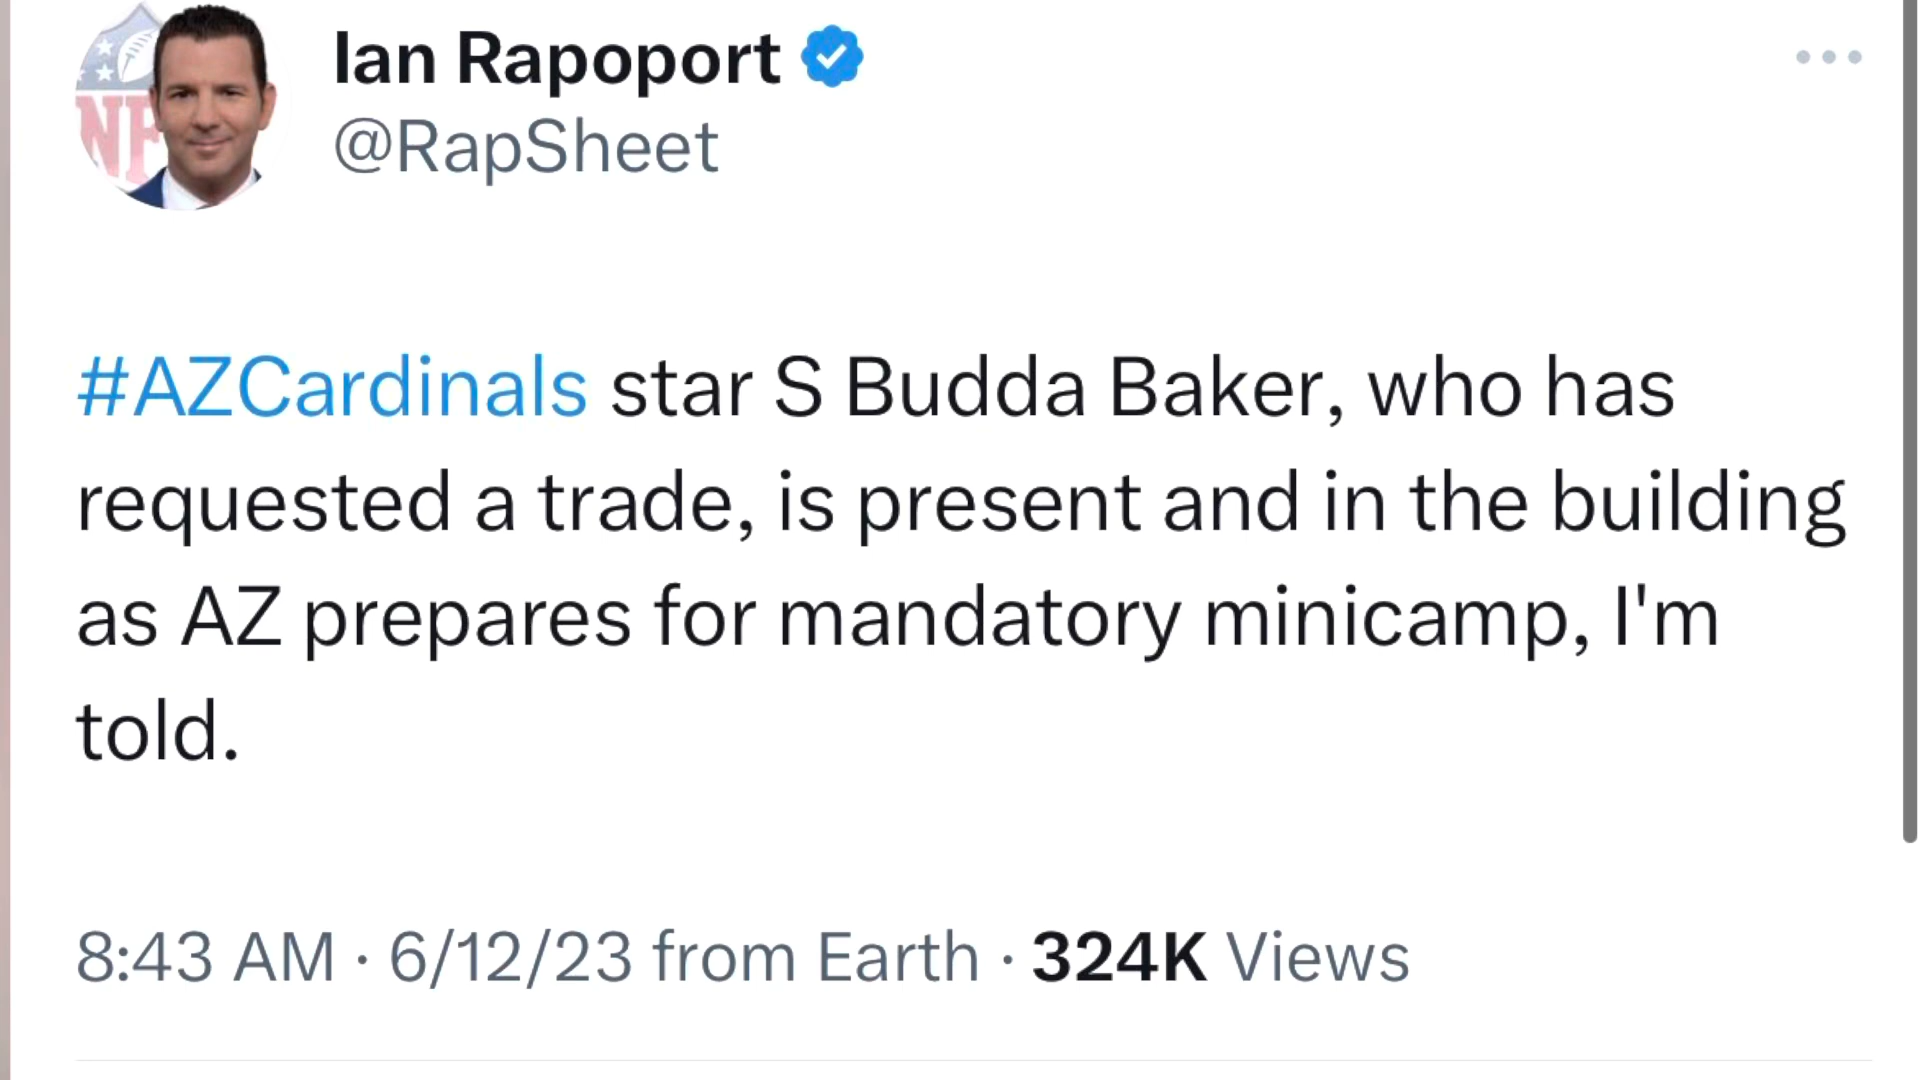 Ian Rapoport
@RapSheet
#AZCardinals star S Budda Baker, who has
requested a trade, is present and in the building
as AZ prepares for mandatory minicamp, I'm
told.
8:43 AM · 6/12/23 from Earth · 324K Views